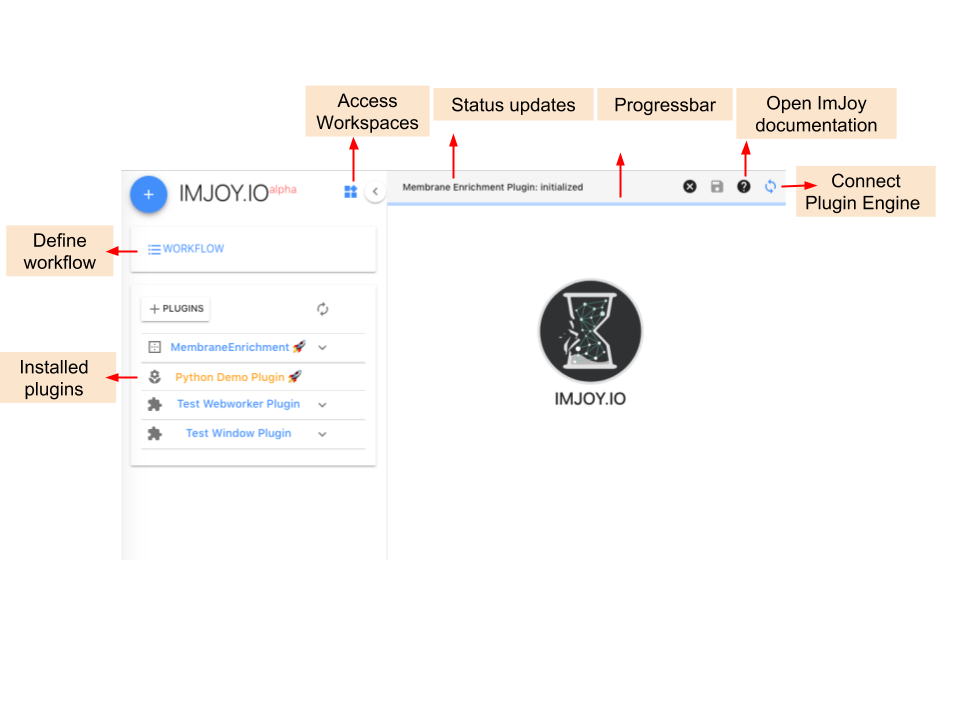 Access
Workspaces
Status updates
Progressbar
Open ImJoy
documentation
Connect
Plugin Engine
+ IMJOY.IO alpha
Membrane Enrichment Plugin: initialized
Define
workflow
WORKFLOW
+ PLUGINS
MembraneEnrichment 🚀
Installed
plugins
Python Demo Plugin 🚀
Test Webworker Plugin
Test Window Plugin
IMJOY.IO